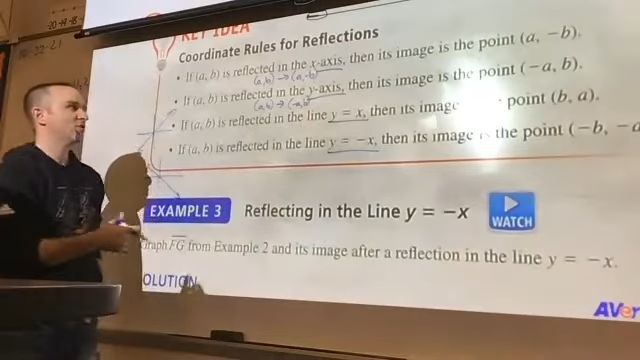 KEY IDEA
Coordinate Rules for Reflections
• If (a, b) is reflected in the x-axis, then its image is the point (a, −b).
(a,b) → (a,-b)
• If (a, b) is reflected in the y-axis, then its image is the point (−a, b).
(a,b) → (-a,b)
• If (a, b) is reflected in the line y = x, then its image point (b, a).
• If (a, b) is reflected in the line y = −x, then its image is the point (−b, −a
EXAMPLE 3 Reflecting in the Line y = −x
WATCH
Graph FG from Example 2 and its image after a reflection in the line y = −x.
OLUTION
AVer